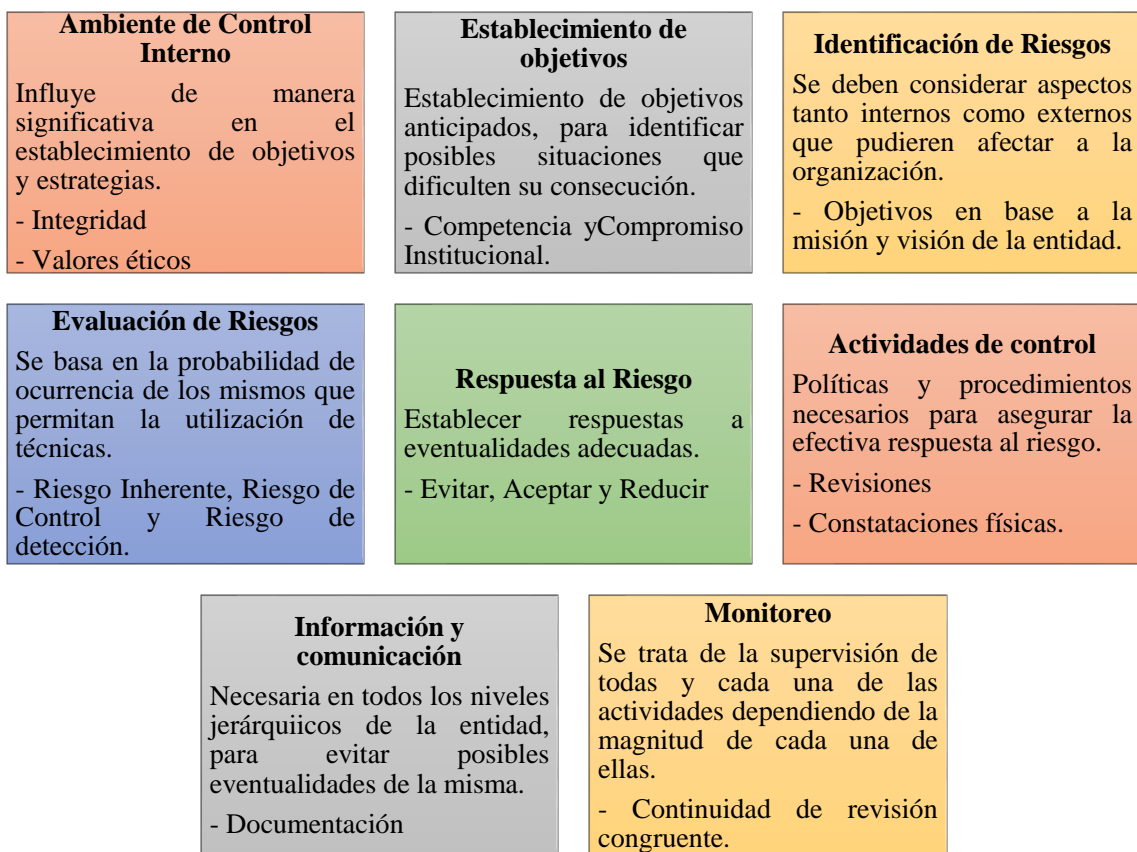 Ambiente de Control
Interno
Influye de manera
significativa en el
establecimiento de objetivos
y estrategias.
- Integridad
- Valores éticos
Establecimiento de
objetivos
Establecimiento de objetivos
anticipados, para identificar
posibles situaciones que
dificulten su consecución.
- Competencia yCompromiso
Institucional.
Identificación de Riesgos
Se deben considerar aspectos
tanto internos como externos
que pudieren afectar a la
organización.
- Objetivos en base a la
misión y visión de la entidad.
Evaluación de Riesgos
Se basa en la probabilidad de
ocurrencia de los mismos que
permitan la utilización de
técnicas.
- Riesgo Inherente, Riesgo de
Control y Riesgo de
detección.
Respuesta al Riesgo
Establecer respuestas a
eventualidades adecuadas.
- Evitar, Aceptar y Reducir
Actividades de control
Políticas y procedimientos
necesarios para asegurar la
efectiva respuesta al riesgo.
- Revisiones
- Constataciones físicas.
Información y
comunicación
Necesaria en todos los niveles
jerárquiicos de la entidad,
para evitar posibles
eventualidades de la misma.
- Documentación
Monitoreo
Se trata de la supervisión de
todas y cada una de las
actividades dependiendo de la
magnitud de cada una de
ellas.
- Continuidad de revisión
congruente.